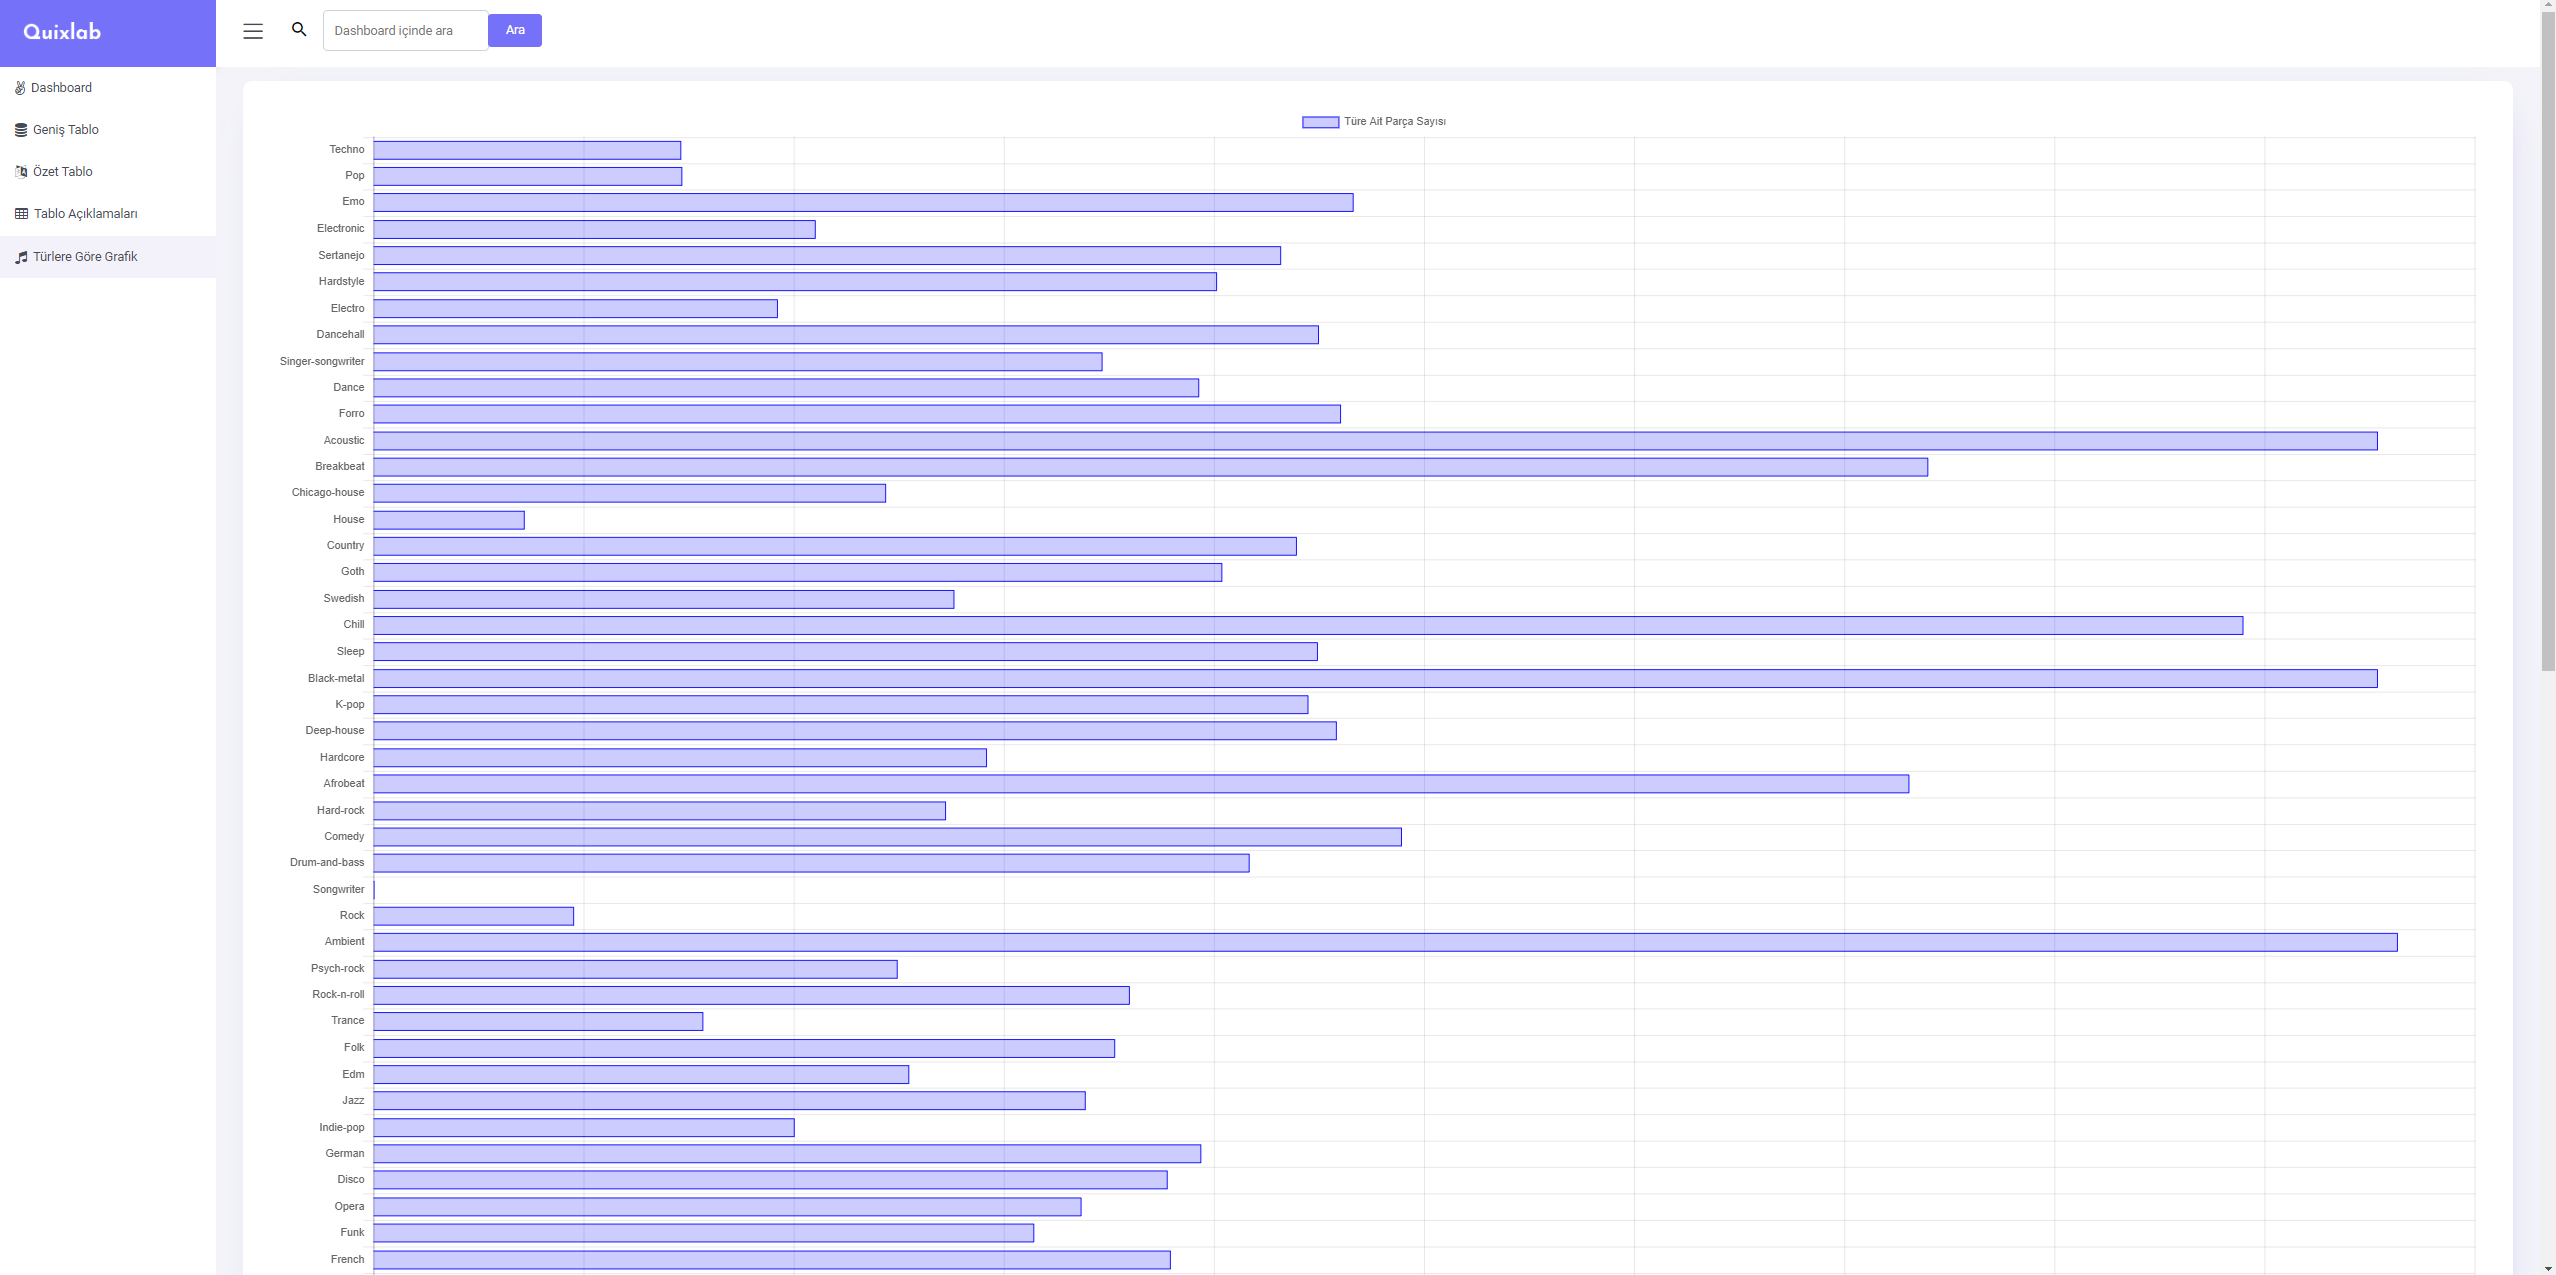 Quixlab
Dashboard içinde ara
Ara
Dashboard
Geniş Tablo
Özet Tablo
Tablo Açıklamaları
Türlere Göre Grafik
Türe Ait Parça Sayısı
Techno
Pop
Emo
Electronic
Sertanejo
Hardstyle
Electro
Dancehall
Singer-songwriter
Dance
Forro
Acoustic
Breakbeat
Chicago-house
House
Country
Goth
Swedish
Chill
Sleep
Black-metal
K-pop
Deep-house
Hardcore
Afrobeat
Hard-rock
Comedy
Drum-and-bass
Songwriter
Rock
Ambient
Psych-rock
Rock-n-roll
Trance
Folk
Edm
Jazz
Indie-pop
German
Disco
Opera
Funk
French